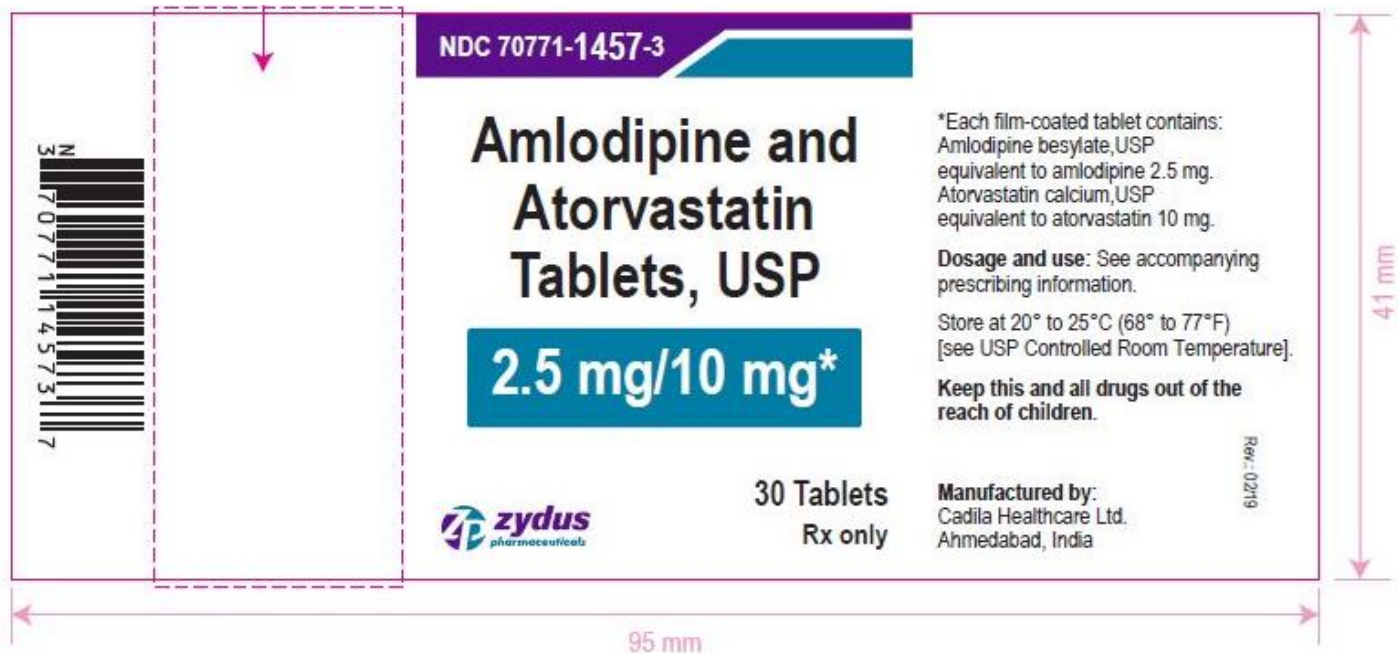 N
3 70771 14573 7
NDC 70771-1457-3
Amlodipine and
Atorvastatin
Tablets, USP
2.5 mg/10 mg*
30 Tablets
Rx only
zydus
pharmaceuticals
*Each film-coated tablet contains:
Amlodipine besylate,USP
equivalent to amlodipine 2.5 mg.
Atorvastatin calcium,USP
equivalent to atorvastatin 10 mg.
Dosage and use: See accompanying
prescribing information.
Store at 20° to 25°C (68° to 77°F)
[see USP Controlled Room Temperature].
Keep this and all drugs out of the
reach of children.
Manufactured by:
Cadila Healthcare Ltd.
Ahmedabad, India
Rev.: 02/19
41 mm
95 mm